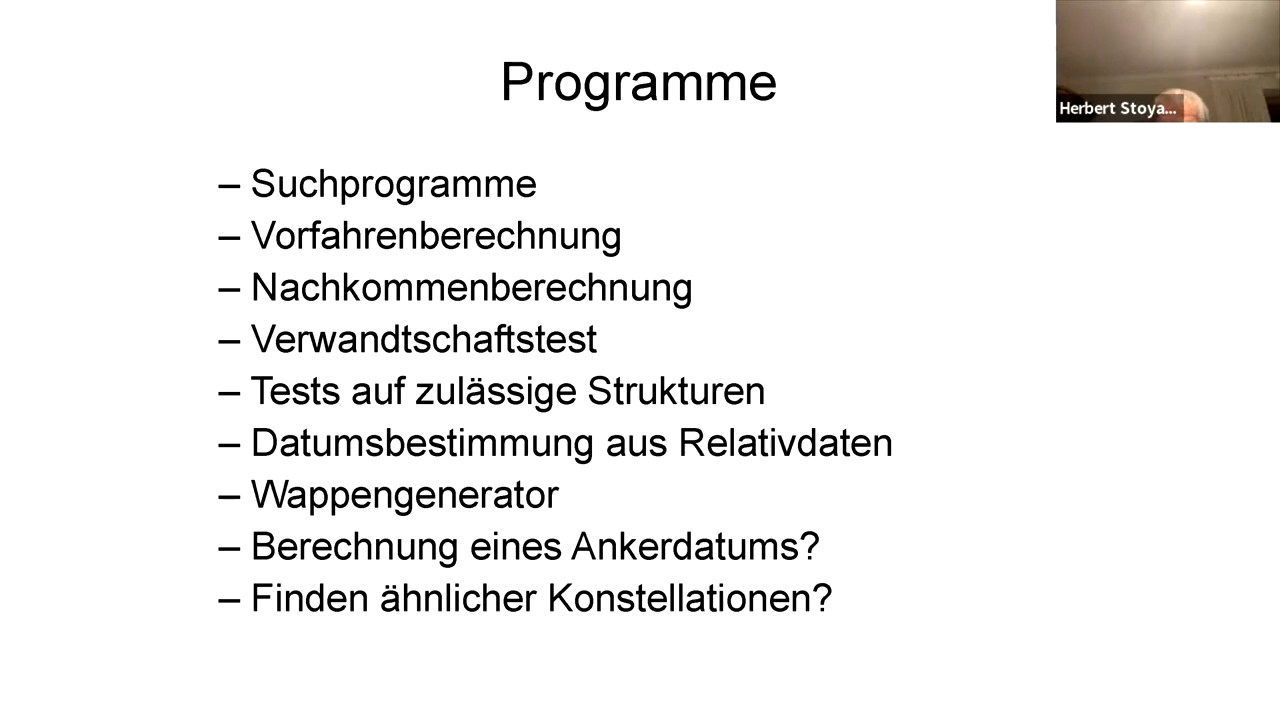 Programme
Herbert Stoya...
– Suchprogramme
– Vorfahrenberechnung
– Nachkommenberechnung
– Verwandtschaftstest
– Tests auf zulässige Strukturen
– Datumsbestimmung aus Relativdaten
– Wappengenerator
– Berechnung eines Ankerdatums?
– Finden ähnlicher Konstellationen?